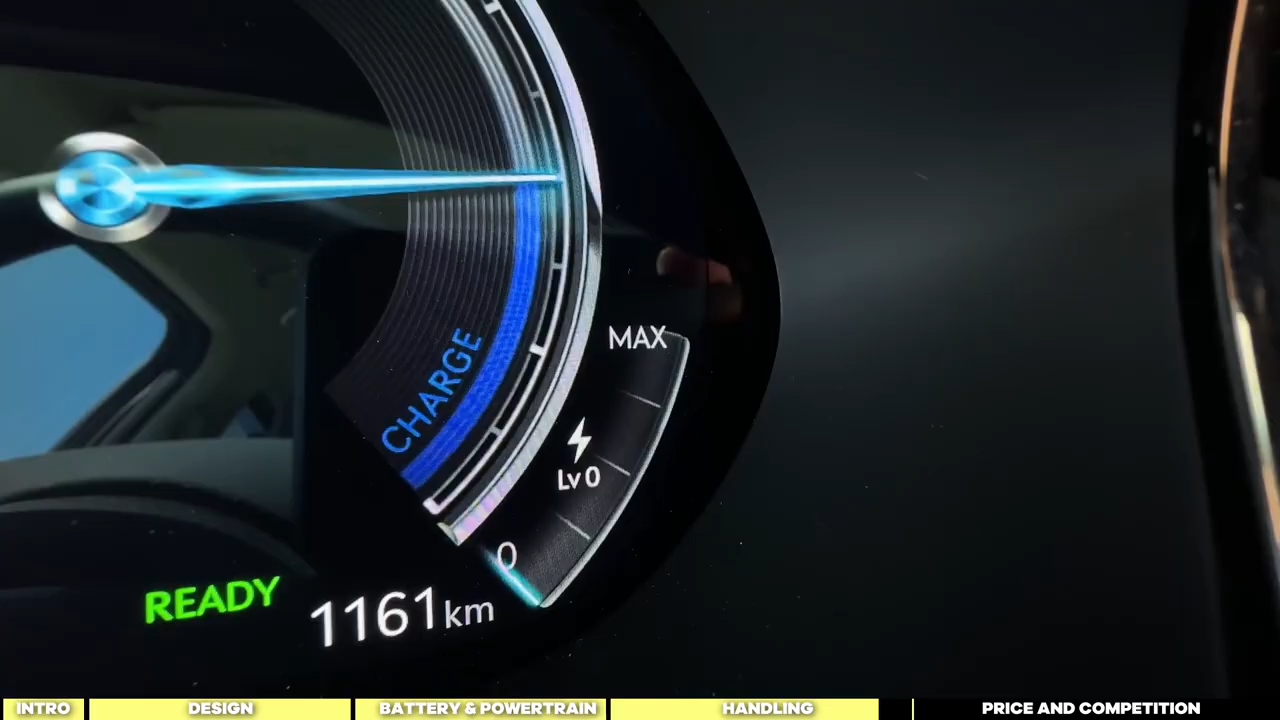 CHARGE
MAX
Lv 0
0
READY
1161 km
INTRO
DESIGN
BATTERY & POWERTRAIN
HANDLING
PRICE AND COMPETITION